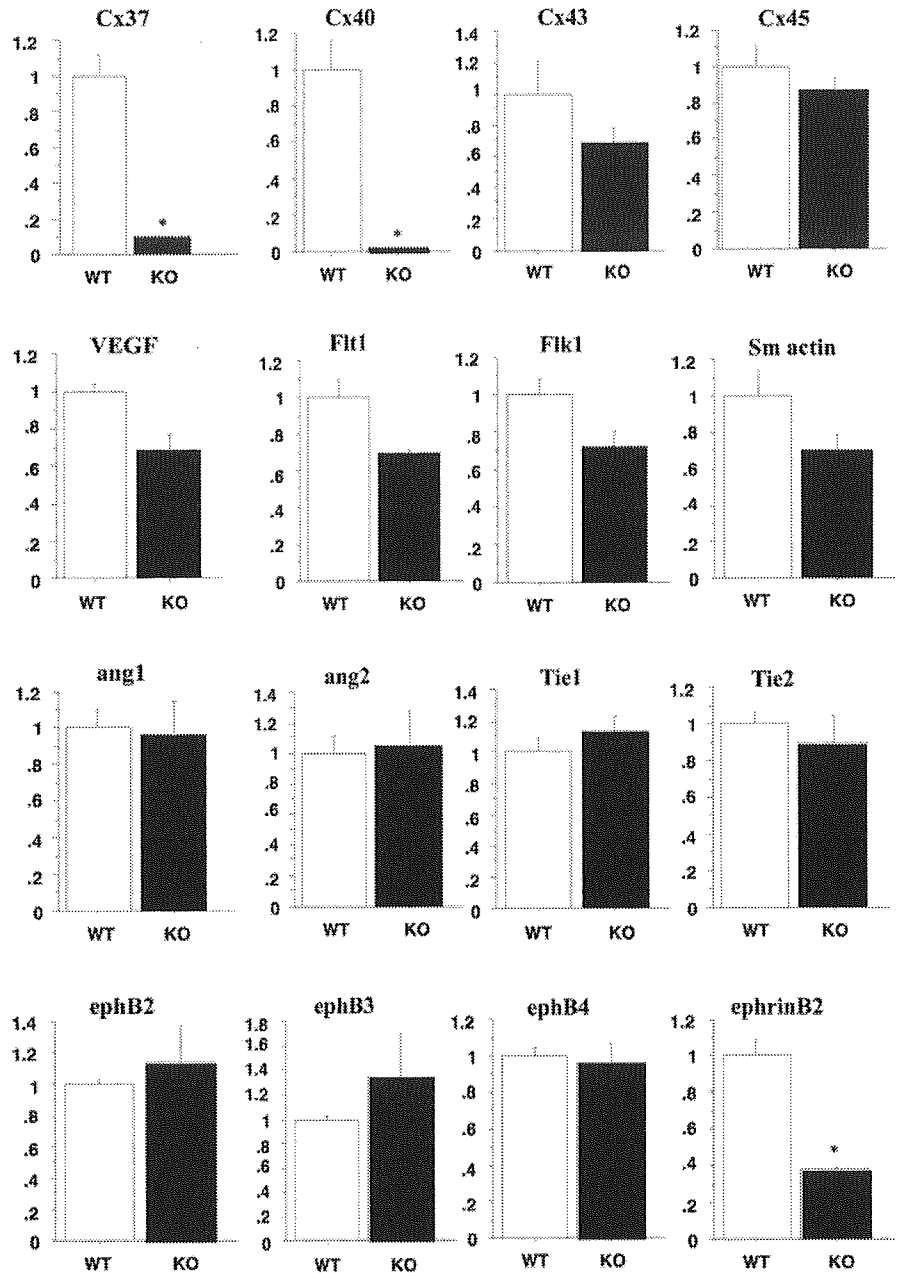 Cx37 Cx40 Cx43 Cx45
1.2 1 .8 .6 .4 .2 0 * WT KO
1.2 1 .8 .6 .4 .2 0 * WT KO
1.4 1.2 1 .8 .6 .4 .2 0 WT KO
1.2 1 .8 .6 .4 .2 0 WT KO
VEGF Flt1 Flk1 Sm actin
1.2 1 .8 .6 .4 .2 0 WT KO
1.2 1 .8 .6 .4 .2 0 WT KO
1.2 1 .8 .6 .4 .2 0 WT KO
1.2 1 .8 .6 .4 .2 0 WT KO
ang1 ang2 Tie1 Tie2
1.2 1 .8 .6 .4 .2 0 WT KO
1.4 1.2 1 .8 .6 .4 .2 0 WT KO
1.4 1.2 1 .8 .6 .4 .2 0 WT KO
1.2 1 .8 .6 .4 .2 0 WT KO
ephB2 ephB3 ephB4 ephrinB2
1.4 1.2 1 .8 .6 .4 .2 0 WT KO
1.8 1.6 1.4 1.2 1 .8 .6 .4 .2 0 WT KO
1.2 1 .8 .6 .4 .2 0 WT KO
1.2 1 .8 .6 .4 .2 0 * WT KO